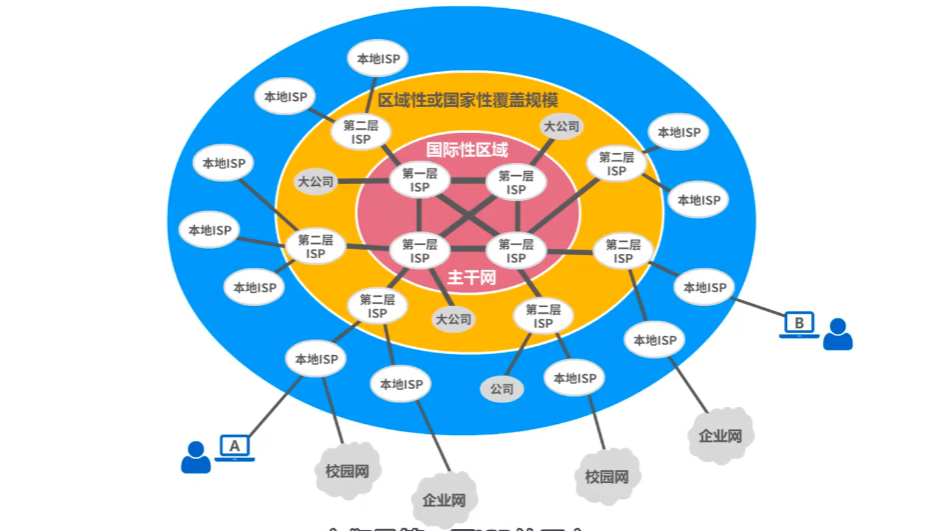 本地ISP
本地ISP
区域性或国家性覆盖规模
大公司
第二层
ISP
本地ISP
国际性区域
本地ISP
第二层
ISP
大公司
第一层
ISP
第一层
ISP
本地ISP
本地ISP
第二层
ISP
第一层
ISP
第一层
ISP
第二层
ISP
主干网
本地ISP
本地ISP
第二层
ISP
大公司
第二层
ISP
B
本地ISP
本地ISP
本地ISP
公司
本地ISP
A
企业网
校园网
校园网
企业网